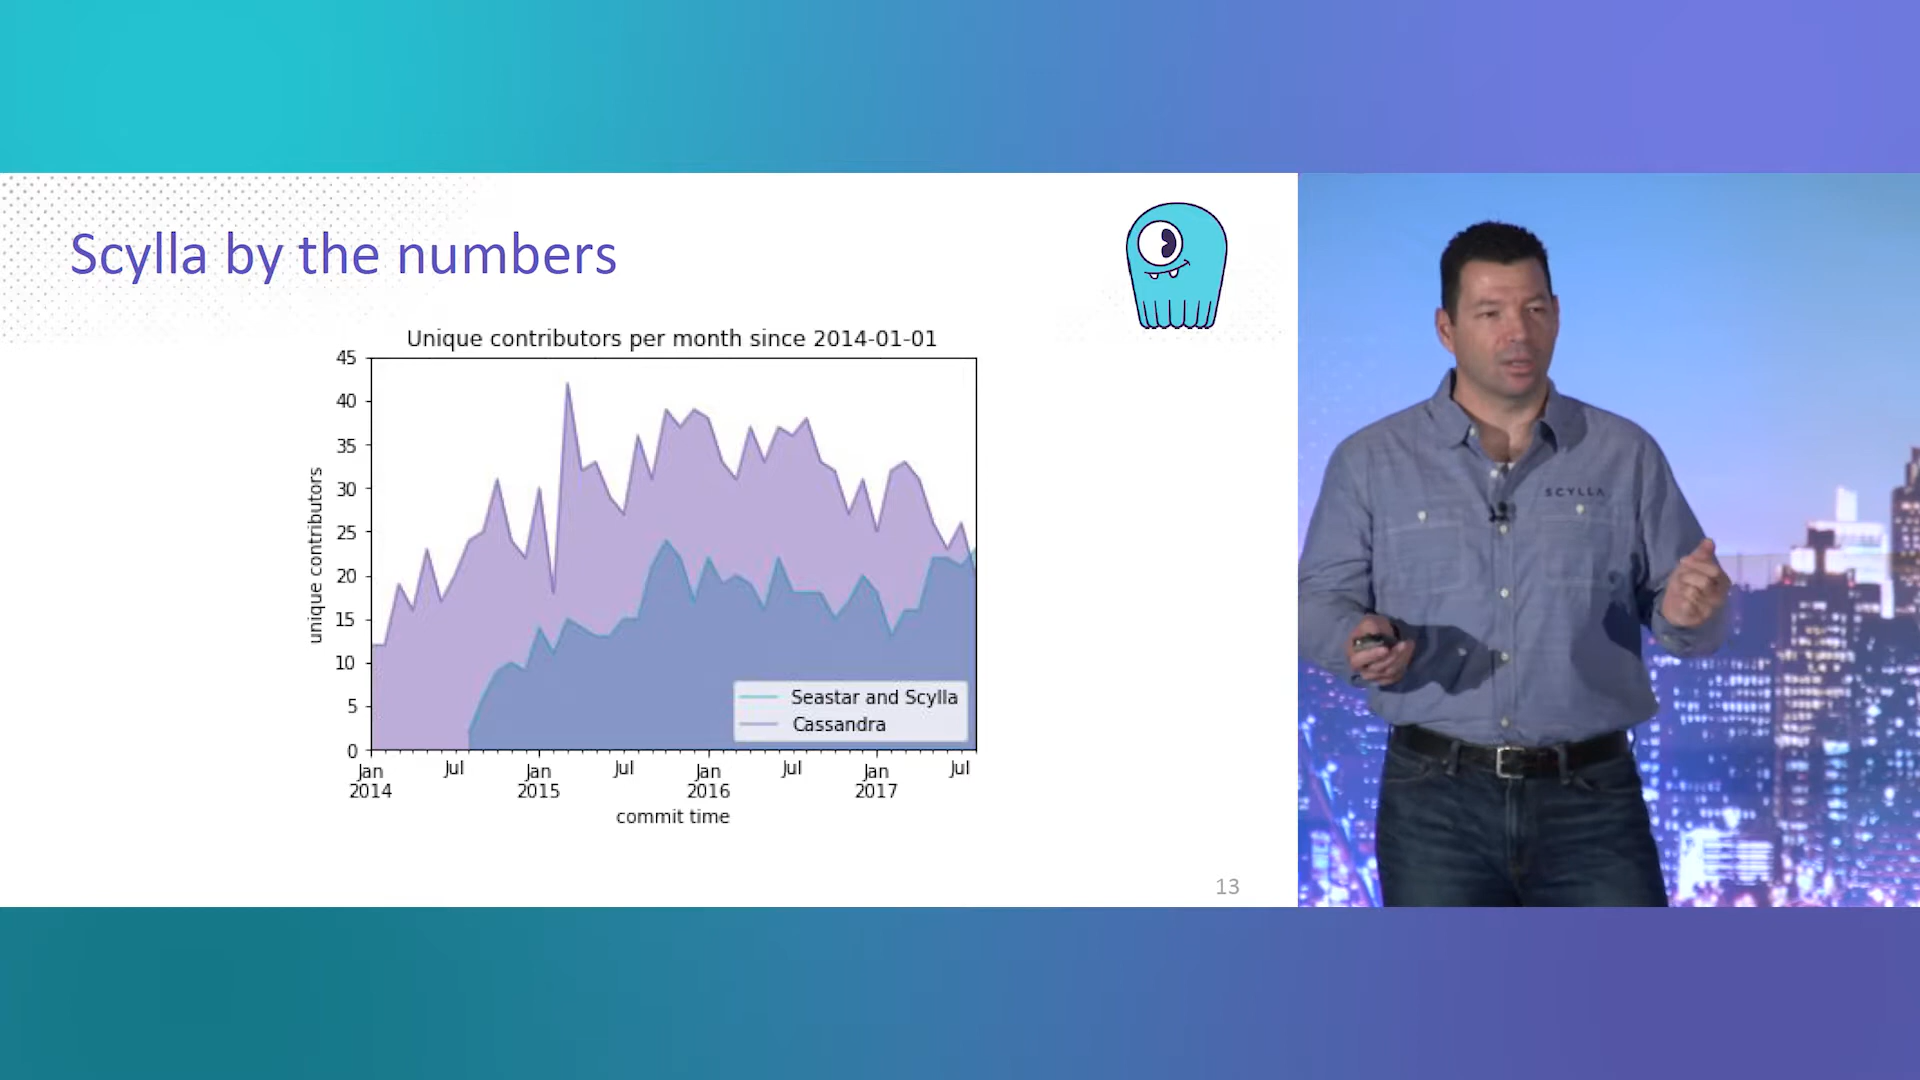 Scylla by the numbers
Unique contributors per month since 2014-01-01
45
40
35
30
25
20
15
10
5
0
unique contributors
Seastar and Scylla
Cassandra
Jan Jul Jan Jul Jan Jul Jan Jul
2014 2015 2016 2017
commit time
13
SCYLLA